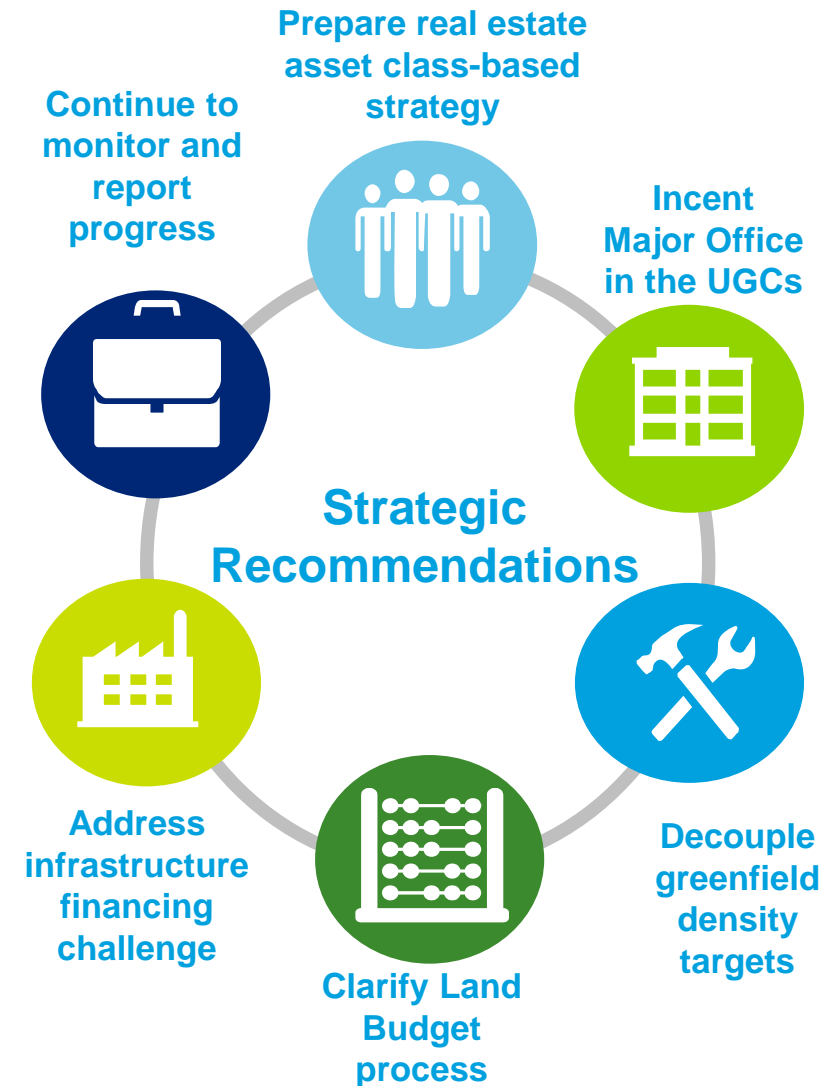 Prepare real estate
asset class-based
strategy
Incent
Major Office
in the UGCs
Decouple
greenfield
density
targets
Clarify Land
Budget
process
Address
infrastructure
financing
challenge
Continue to
monitor and
report
progress
Strategic
Recommendations